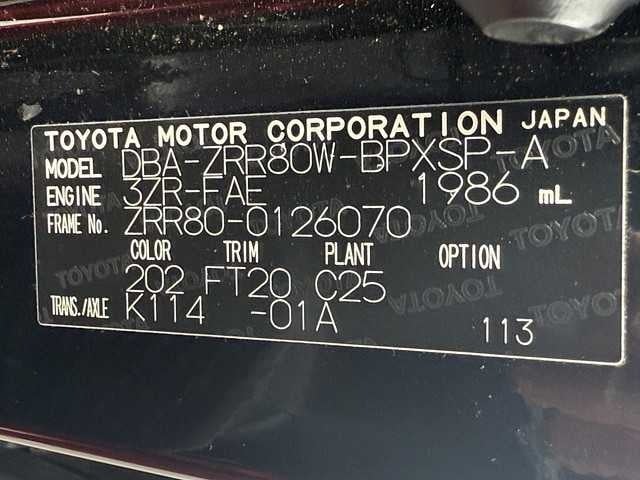 TOYOTA MOTOR CORPORATION JAPAN
MODEL DBA-ZRR80W-BPXSP-A
ENGINE 3ZR-FAE 1986 mL
FRAME No. ZRR80-0126070
COLOR TRIM PLANT OPTION
202 FT20 C25
TRANS./AXLE K114 -01A
113